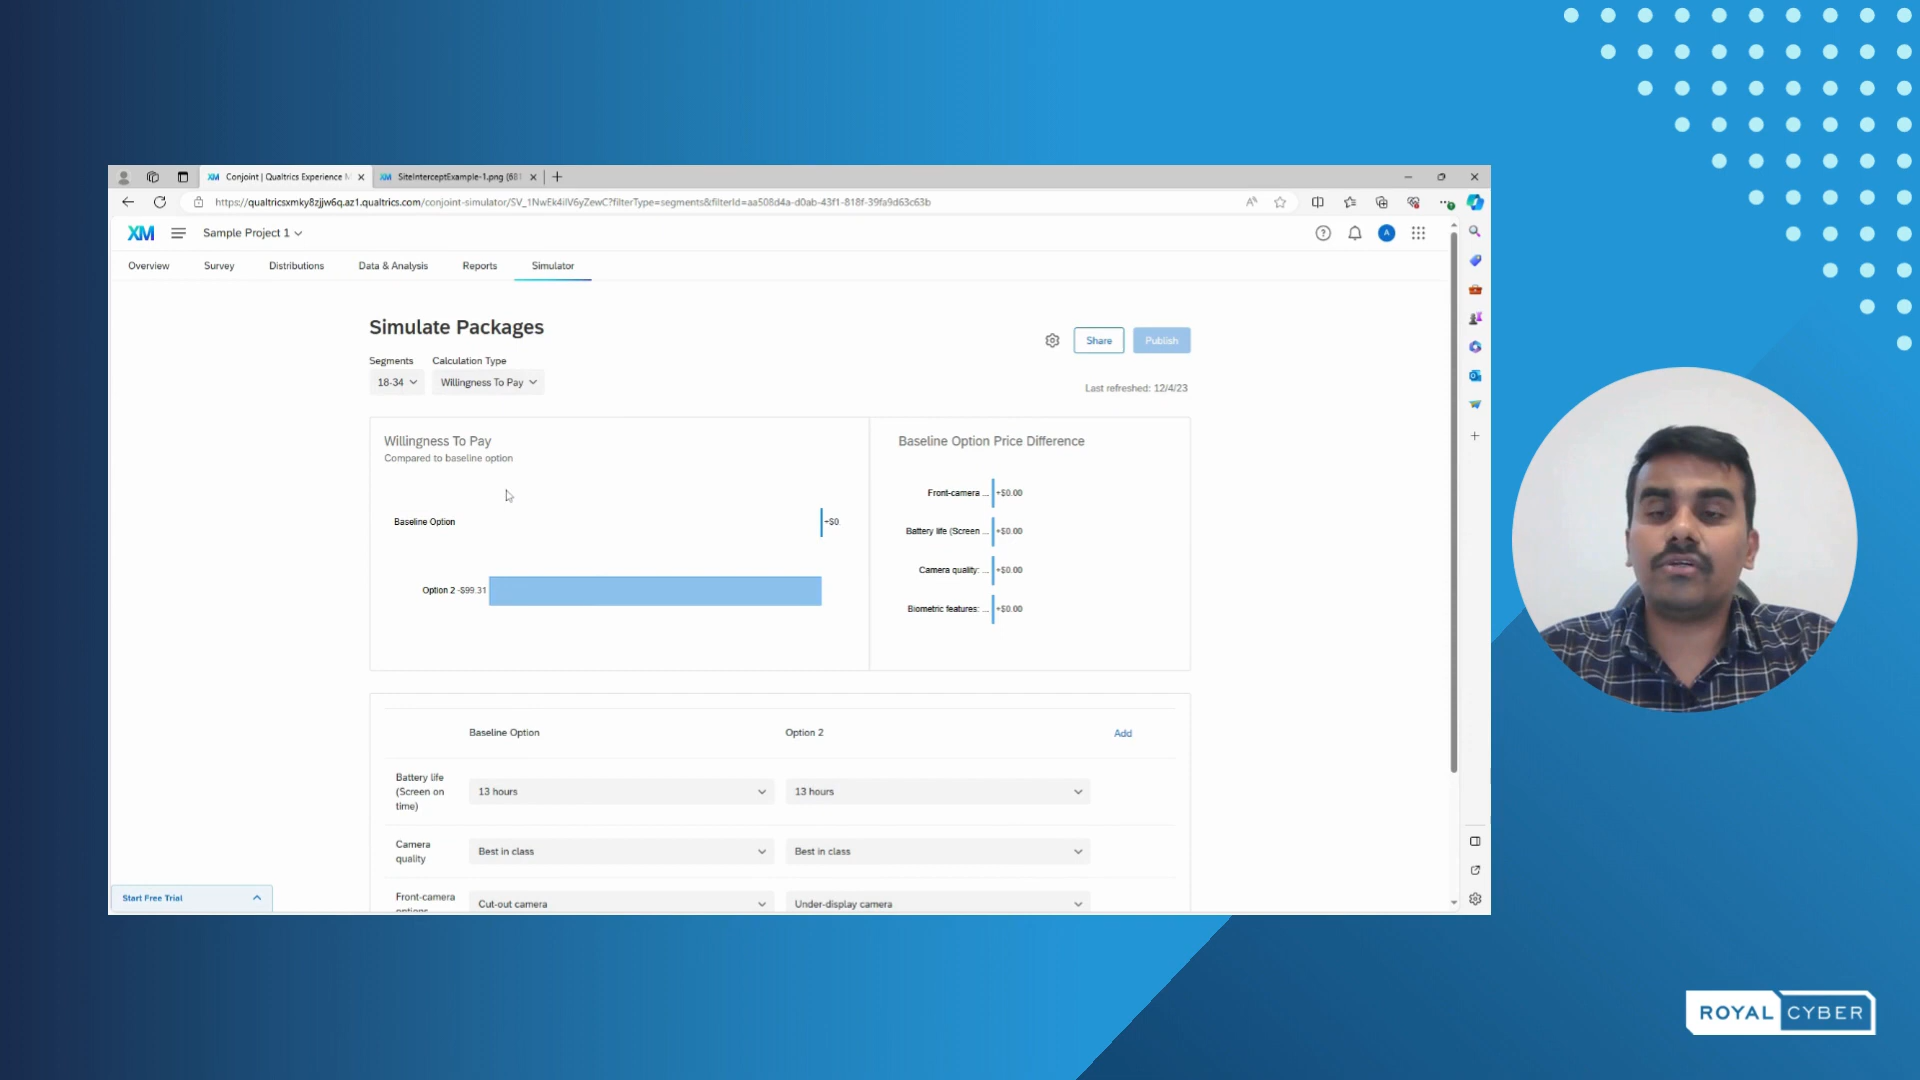 Conjoint | Qualtrics Experience M
SiteInterceptExample-1.png (681
https://qualtricsxmky8zjjw6q.az1.qualtrics.com/conjoint-simulator/SV_1NwEk4iIV6yZewC?filterType=segments&filterId=aa508d4a-d0ab-43f1-818f-39fa9d63c63b
XM
Sample Project 1
A
Overview
Survey
Distributions
Data & Analysis
Reports
Simulator
Simulate Packages
Share
Publish
Segments
Calculation Type
18-34
Willingness To Pay
Last refreshed: 12/4/23
Willingness To Pay
Compared to baseline option
Baseline Option
+$0
Option 2 -$99.31
Baseline Option Price Difference
Front-camera ... +$0.00
Battery life (Screen ... +$0.00
Camera quality: ... +$0.00
Biometric features: ... +$0.00
Baseline Option
Option 2
Add
Battery life
(Screen on
time)
13 hours
13 hours
Camera
quality
Best in class
Best in class
Front-camera
options
Cut-out camera
Under-display camera
Start Free Trial
ROYAL CYBER